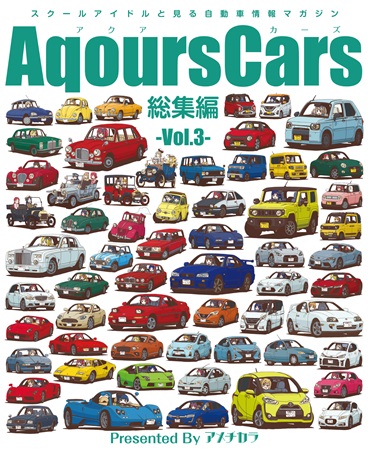 スクールアイドルと見る自動車情報マガジン
アクア カーズ
AqoursCars
総集編
-Vol.3-
Presented By アメチカラ